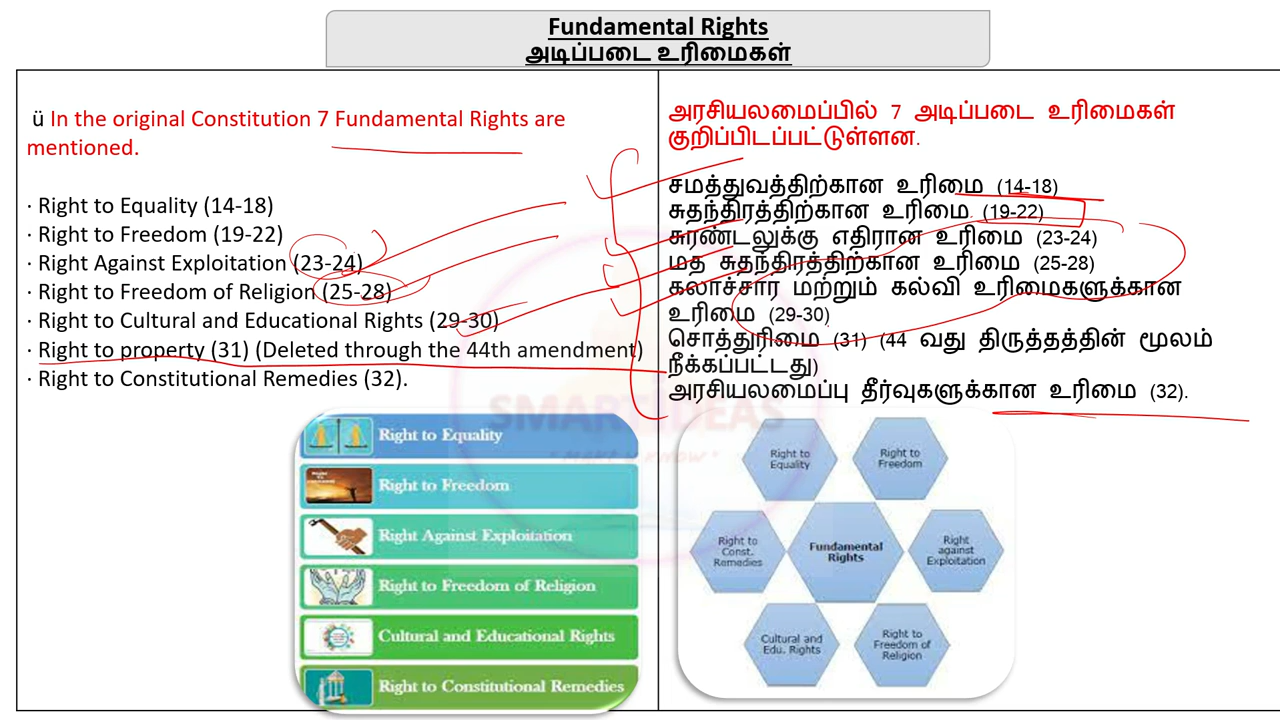 Fundamental Rights
அடிப்படை உரிமைகள்
ü In the original Constitution 7 Fundamental Rights are
mentioned.
· Right to Equality (14-18)
· Right to Freedom (19-22)
· Right Against Exploitation (23-24)
· Right to Freedom of Religion (25-28)
· Right to Cultural and Educational Rights (29-30)
· Right to property (31) (Deleted through the 44th amendment)
· Right to Constitutional Remedies (32).
அரசியலமைப்பில் 7 அடிப்படை உரிமைகள்
குறிப்பிடப்பட்டுள்ளன.
சமத்துவத்திற்கான உரிமை (14-18)
சுதந்திரத்திற்கான உரிமை (19-22)
சுரண்டலுக்கு எதிரான உரிமை (23-24)
மத சுதந்திரத்திற்கான உரிமை (25-28)
கலாச்சார மற்றும் கல்வி உரிமைகளுக்கான
உரிமை (29-30)
சொத்துரிமை (31) (44 வது திருத்தத்தின் மூலம்
நீக்கப்பட்டது)
அரசியலமைப்பு தீர்வுகளுக்கான உரிமை (32).
SMART IDEAS
" MAKE U KNOW "
Right to Equality
Right to Freedom
Right Against Exploitation
Right to Freedom of Religion
Cultural and Educational Rights
Right to Constitutional Remedies
Right to
Equality
Right to
Freedom
Right to
Const.
Remedies
Fundamental
Rights
Right
against
Exploitation
Cultural and
Edu. Rights
Right to
Freedom of
Religion